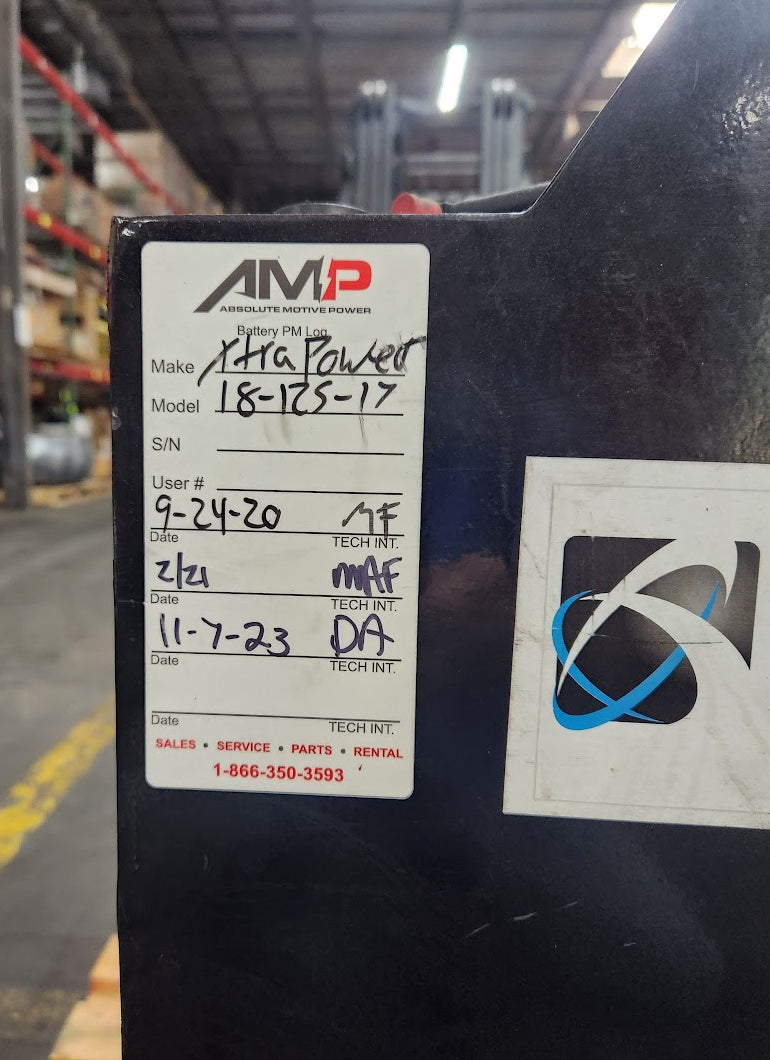 AMP
ABSOLUTE MOTIVE POWER
Battery PM Log
Make XtraPower
Model 18-125-17
S/N
User #
9-24-20 MF
Date TECH INT.
2/21 MAF
Date TECH INT.
11-7-23 DA
Date TECH INT.
Date TECH INT.
SALES • SERVICE • PARTS • RENTAL
1-866-350-3593